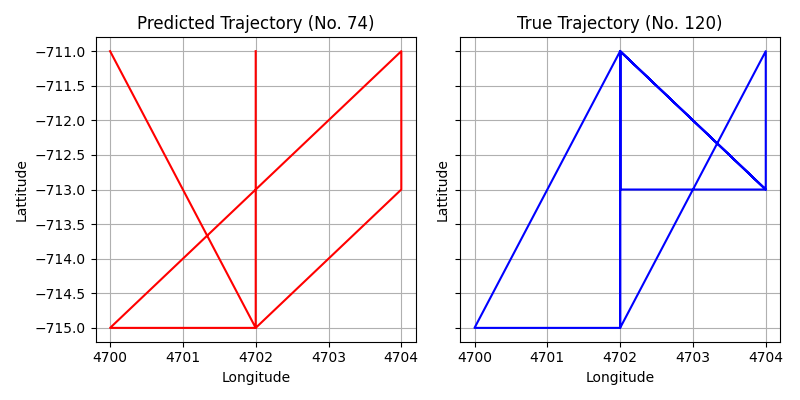 Predicted Trajectory (No. 74)
Lattitude
−711.0
−711.5
−712.0
−712.5
−713.0
−713.5
−714.0
−714.5
−715.0
4700 4701 4702 4703 4704
Longitude
True Trajectory (No. 120)
Lattitude
4700 4701 4702 4703 4704
Longitude